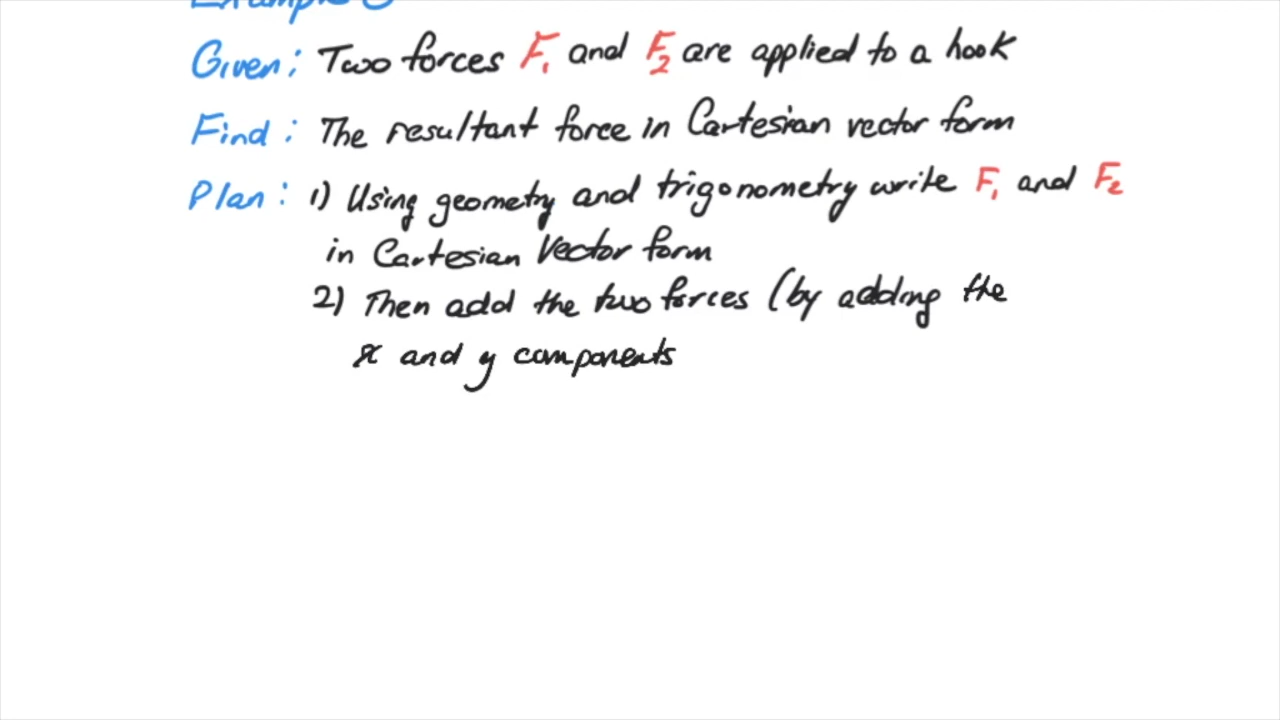 Example
Given: Two forces F1 and F2 are applied to a hook
Find: The resultant force in Cartesian vector form
Plan: 1) Using geometry and trigonometry write F1 and F2
in Cartesian Vector form
2) Then add the two forces (by adding the
x and y components